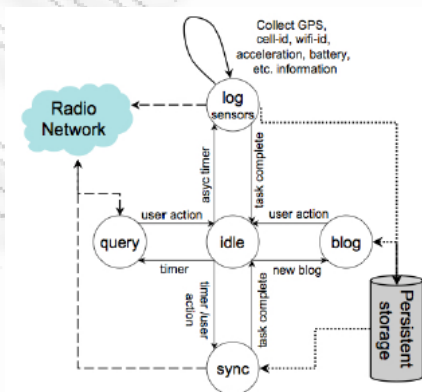 Collect GPS,
cell-id, wifi-id,
acceleration, battery,
etc. information
log
sensors
Radio
Network
asyc timer
task complete
user action
user action
query
idle
blog
timer
new blog
timer /user
action
task complete
Persistent
storage
sync